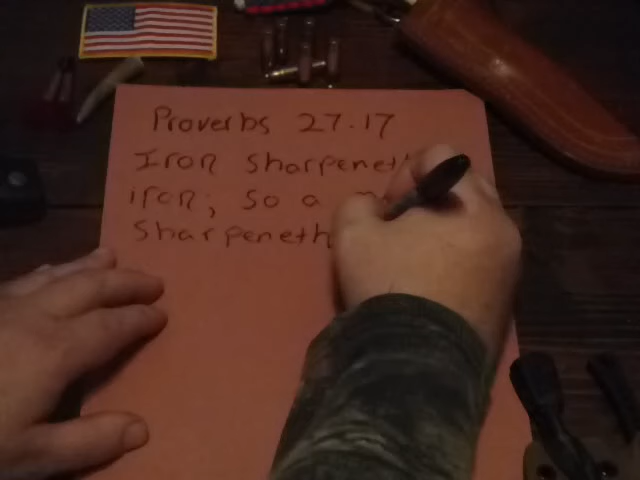 Proverbs 27.17
Iron sharpeneth
iron; so a
sharpeneth